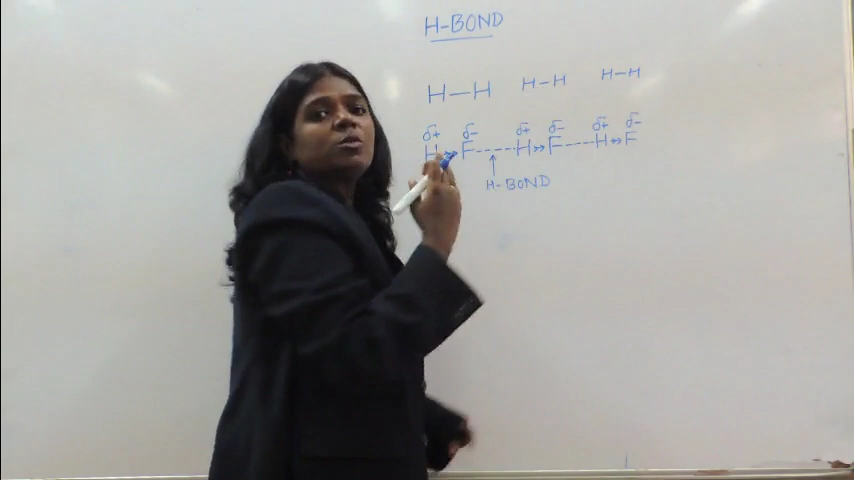 H-BOND
H—H H—H H—H
δ+ δ- δ+ δ- δ+ δ-
H F-----H→F-----H→F
H-BOND